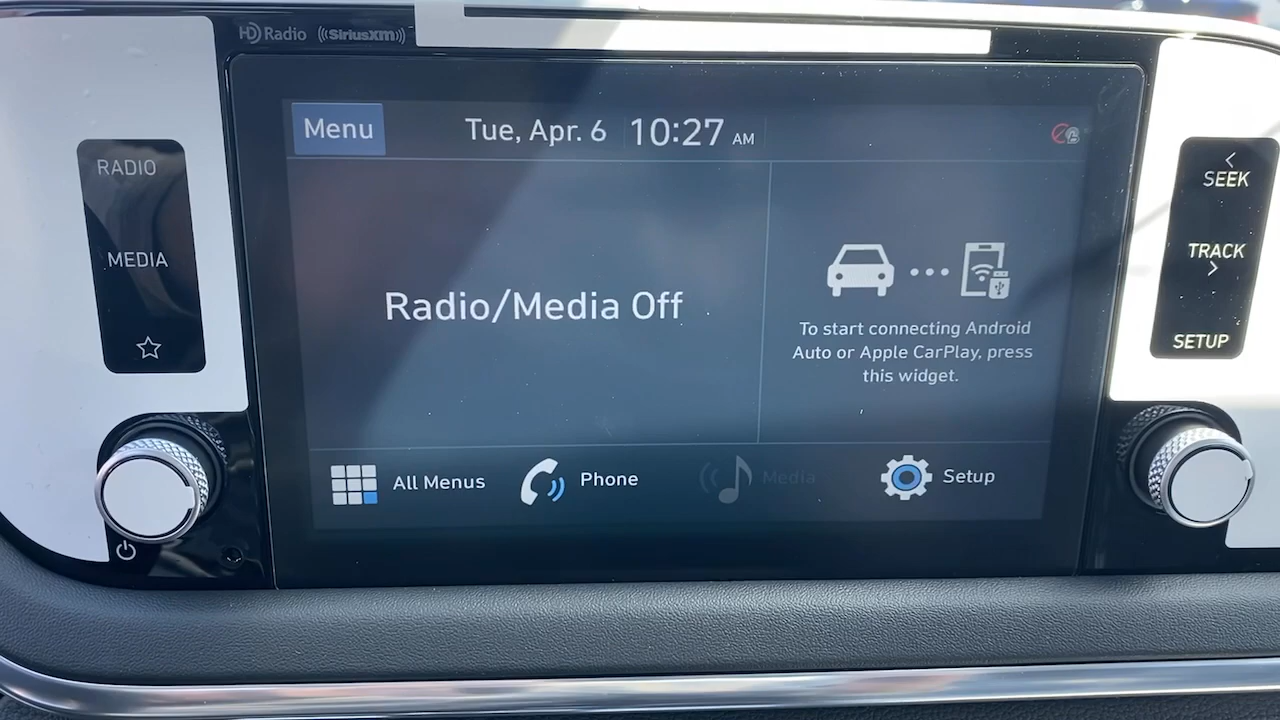 HD Radio
((SiriusXM))
Menu
Tue, Apr. 6 10:27 AM
RADIO
MEDIA
Radio/Media Off
To start connecting Android
Auto or Apple CarPlay, press
this widget.
All Menus
Phone
Media
Setup
< SEEK
TRACK >
SETUP